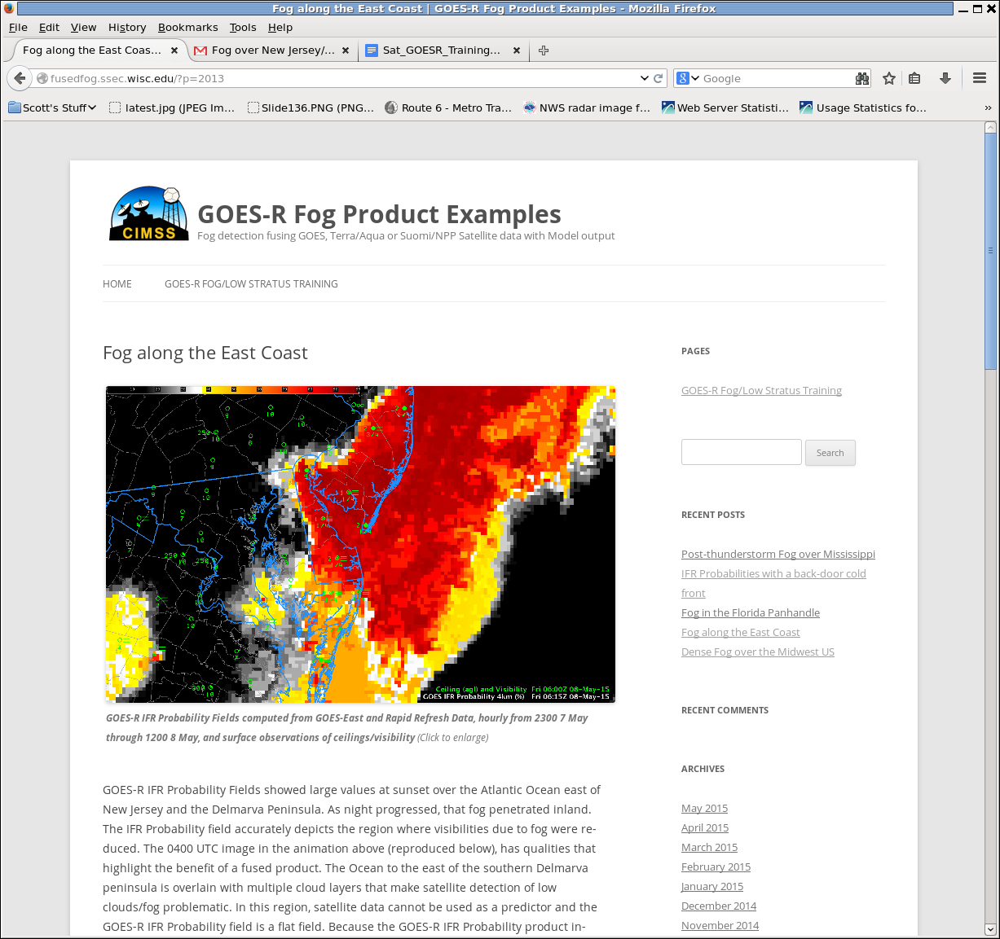 Fog along the East Coast | GOES-R Fog Product Examples - Mozilla Firefox
File Edit View History Bookmarks Tools Help
Fog along the East Coas...
Fog over New Jersey/...
Sat_GOESR_Training...
fusedfog.ssec.wisc.edu/?p=2013
Google
Scott's Stuff
latest.jpg (JPEG Im...
Slide136.PNG (PNG...
Route 6 - Metro Tra...
NWS radar image f...
Web Server Statisti...
Usage Statistics fo...
»
CIMSS
GOES-R Fog Product Examples
Fog detection fusing GOES, Terra/Aqua or Suomi/NPP Satellite data with Model output
HOME
GOES-R FOG/LOW STRATUS TRAINING
Fog along the East Coast
Ceiling (agl) and Visibility Fri 06:00Z 08-May-15
GOES IFR Probability 4km (%) Fri 06:15Z 08-May-15
GOES-R IFR Probability Fields computed from GOES-East and Rapid Refresh Data, hourly from 2300 7 May
through 1200 8 May, and surface observations of ceilings/visibility (Click to enlarge)
GOES-R IFR Probability Fields showed large values at sunset over the Atlantic Ocean east of
New Jersey and the Delmarva Peninsula. As night progressed, that fog penetrated inland.
The IFR Probability field accurately depicts the region where visibilities due to fog were re-
duced. The 0400 UTC image in the animation above (reproduced below), has qualities that
highlight the benefit of a fused product. The Ocean to the east of the southern Delmarva
peninsula is overlain with multiple cloud layers that make satellite detection of low
clouds/fog problematic. In this region, satellite data cannot be used as a predictor and the
GOES-R IFR Probability field is a flat field. Because the GOES-R IFR Probability product in-
PAGES
GOES-R Fog/Low Stratus Training
Search
RECENT POSTS
Post-thunderstorm Fog over Mississippi
IFR Probabilities with a back-door cold
front
Fog in the Florida Panhandle
Fog along the East Coast
Dense Fog over the Midwest US
RECENT COMMENTS
ARCHIVES
May 2015
April 2015
March 2015
February 2015
January 2015
December 2014
November 2014